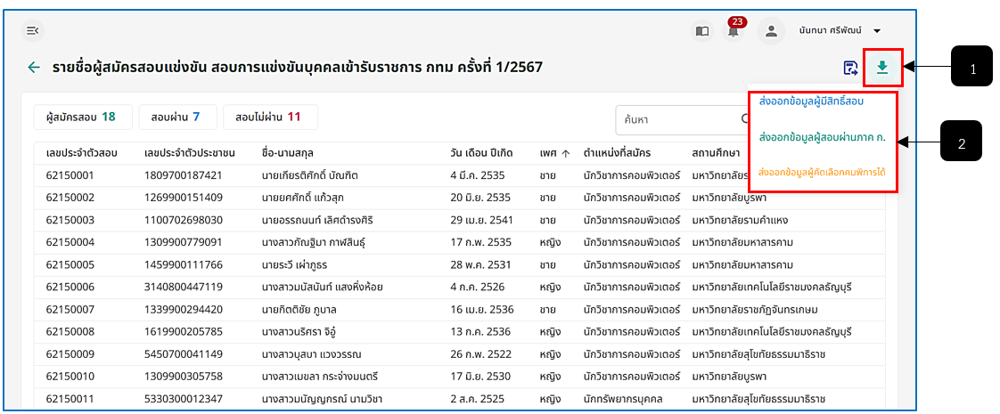 23
นันทนา ศรีพัฒน์
รายชื่อผู้สมัครสอบแข่งขัน สอบการแข่งขันบุคคลเข้ารับราชการ กทม ครั้งที่ 1/2567
1
ส่งออกข้อมูลผู้มีสิทธิ์สอบ
ส่งออกข้อมูลผู้สอบผ่านภาค ก.
ส่งออกข้อมูลผู้คัดเลือกคนพิการได้
2
ผู้สมัครสอบ 18 สอบผ่าน 7 สอบไม่ผ่าน 11 ค้นหา
เลขประจำตัวสอบ เลขประจำตัวประชาชน ชื่อ-นามสกุล วัน เดือน ปีเกิด เพศ ตำแหน่งที่สมัคร สถานศึกษา
62150001 1809700187421 นายเกียรติศักดิ์ บัณฑิต 4 มี.ค. 2535 ชาย นักวิชาการคอมพิวเตอร์
62150002 1269900151409 นายยศศักดิ์ แก้วสุก 20 มิ.ย. 2535 ชาย นักวิชาการคอมพิวเตอร์ มหาวิทยาลัยบูรพา
62150003 1100702698030 นายอรรถนนท์ เลิศดำรงศิริ 29 เม.ย. 2541 ชาย นักวิชาการคอมพิวเตอร์ มหาวิทยาลัยรามคำแหง
62150004 1309900779091 นางสาวกัณฐิมา กาฬสินธุ์ 17 ก.พ. 2535 หญิง นักวิชาการคอมพิวเตอร์ มหาวิทยาลัยมหาสารคาม
62150005 1459900111766 นายระวี เผ่าภูธร 28 พ.ค. 2531 ชาย นักวิชาการคอมพิวเตอร์ มหาวิทยาลัยมหาสารคาม
62150006 3140800447119 นางสาวมนัสนันท์ แสงหิ่งห้อย 4 ก.ค. 2526 หญิง นักวิชาการคอมพิวเตอร์ มหาวิทยาลัยเทคโนโลยีราชมงคลธัญบุรี
62150007 1339900294420 นายกิตติชัย ภูบาล 16 เม.ย. 2536 ชาย นักวิชาการคอมพิวเตอร์ มหาวิทยาลัยราชภัฏจันทรเกษม
62150008 1619900205785 นางสาวนริศรา จิอู๋ 13 ก.ค. 2536 หญิง นักวิชาการคอมพิวเตอร์ มหาวิทยาลัยเทคโนโลยีราชมงคลธัญบุรี
62150009 5450700041149 นางสาวบุสบา แวงวรรณ 26 ก.พ. 2522 หญิง นักวิชาการคอมพิวเตอร์ มหาวิทยาลัยสุโขทัยธรรมมาธิราช
62150010 1309900305758 นางสาวเมขลา กระจ่างมนตรี 17 มิ.ย. 2530 หญิง นักวิชาการคอมพิวเตอร์ มหาวิทยาลัยบูรพา
62150011 5330300012347 นางสาวมนัญญกรณ์ นามวิชา 2 ส.ค. 2525 หญิง นักทรัพยากรบุคคล มหาวิทยาลัยสุโขทัยธรรมมาธิราช